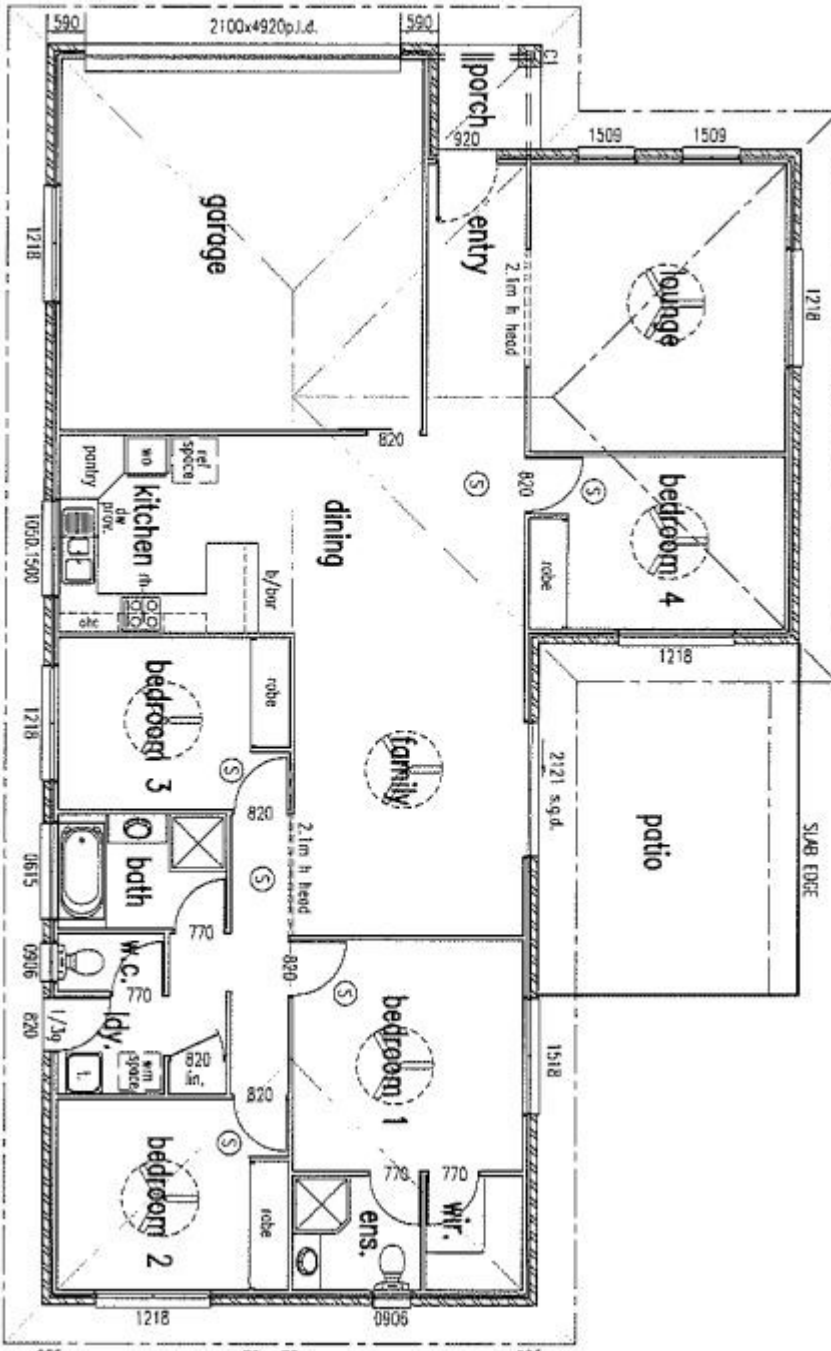 590
2100x4920p.l.d.
590
C1
porch
920
1509
1509
garage
entry
2.1m h head
lounge
1218
1218
820
ref space
wo
pantry
kitchen
dw prov.
rh
ohc
b/bar
dining
S
820
S
bedroom 4
robe
1050.1500
1218
bedroom 3
robe
S
family
2121 s.g.d.
patio
SLAB EDGE
1218
820
2.1m h head
S
bath
770
0615
w.c.
770
0906
ldy.
820
1/3g
t.
wm space
820
lin.
820
820
S
bedroom 1
1518
S
bedroom 2
robe
770
770
ens.
wir.
1218
0906